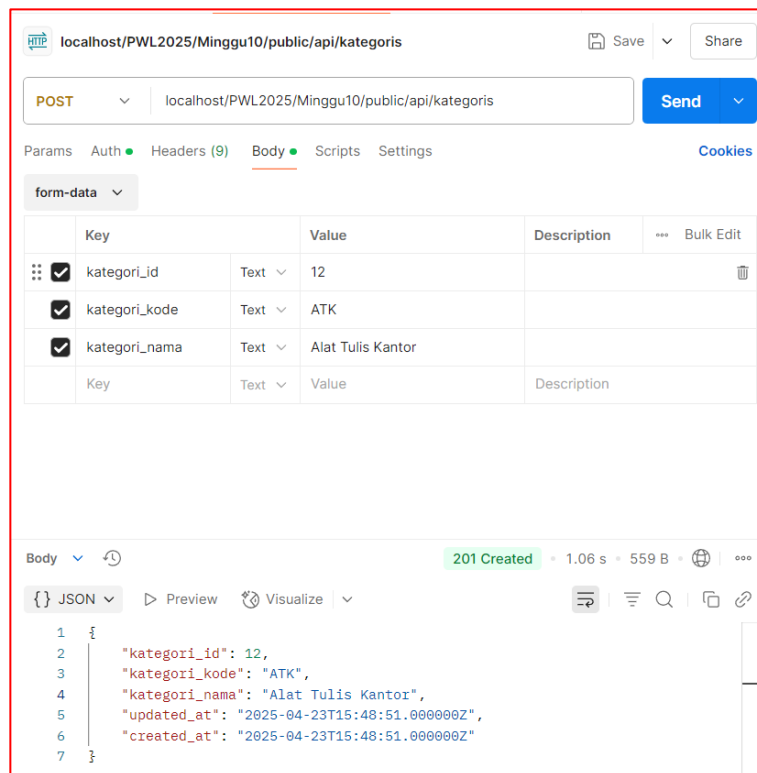 HTTP localhost/PWL2025/Minggu10/public/api/kategoris Save Share
POST localhost/PWL2025/Minggu10/public/api/kategoris Send
Params Auth Headers (9) Body Scripts Settings Cookies
form-data
Key Value Description Bulk Edit
kategori_id Text 12
kategori_kode Text ATK
kategori_nama Text Alat Tulis Kantor
Key Text Value Description
Body 201 Created 1.06 s 559 B
{} JSON Preview Visualize
1 {
2 "kategori_id": 12,
3 "kategori_kode": "ATK",
4 "kategori_nama": "Alat Tulis Kantor",
5 "updated_at": "2025-04-23T15:48:51.000000Z",
6 "created_at": "2025-04-23T15:48:51.000000Z"
7 }